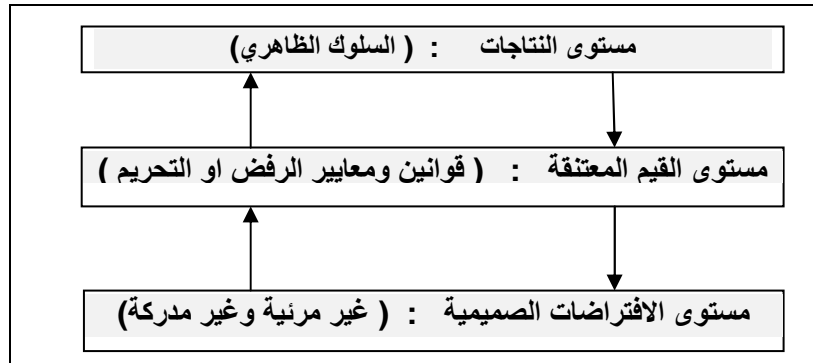 مستوى النتاجات : ( السلوك الظاهري)
مستوى القيم المعتنقة : ( قوانين ومعايير الرفض او التحريم )
مستوى الافتراضات الصميمية : ( غير مرئية وغير مدركة)